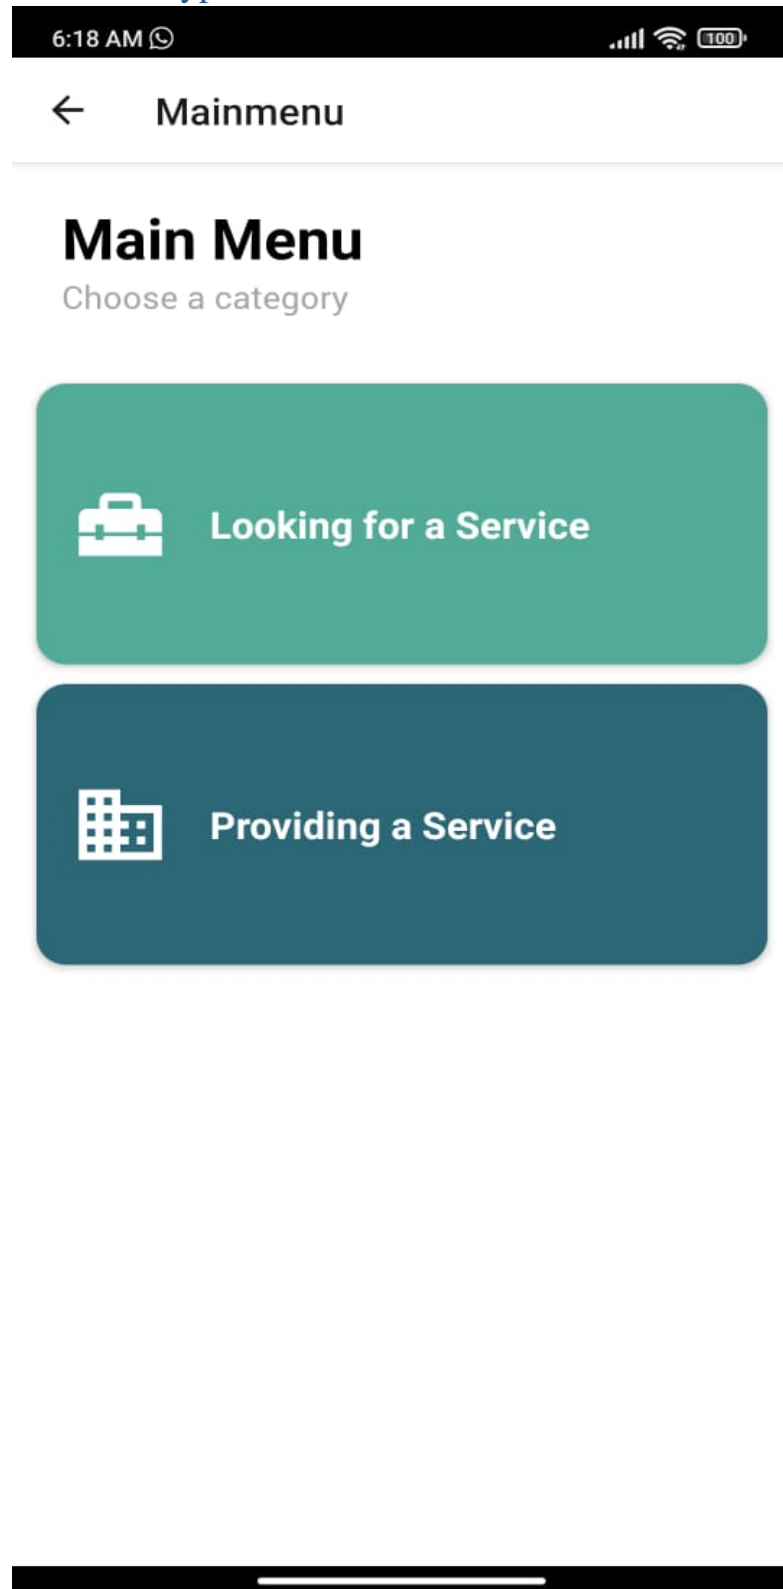 6:18 AM 100
Mainmenu
Main Menu
Choose a category
Looking for a Service
Providing a Service